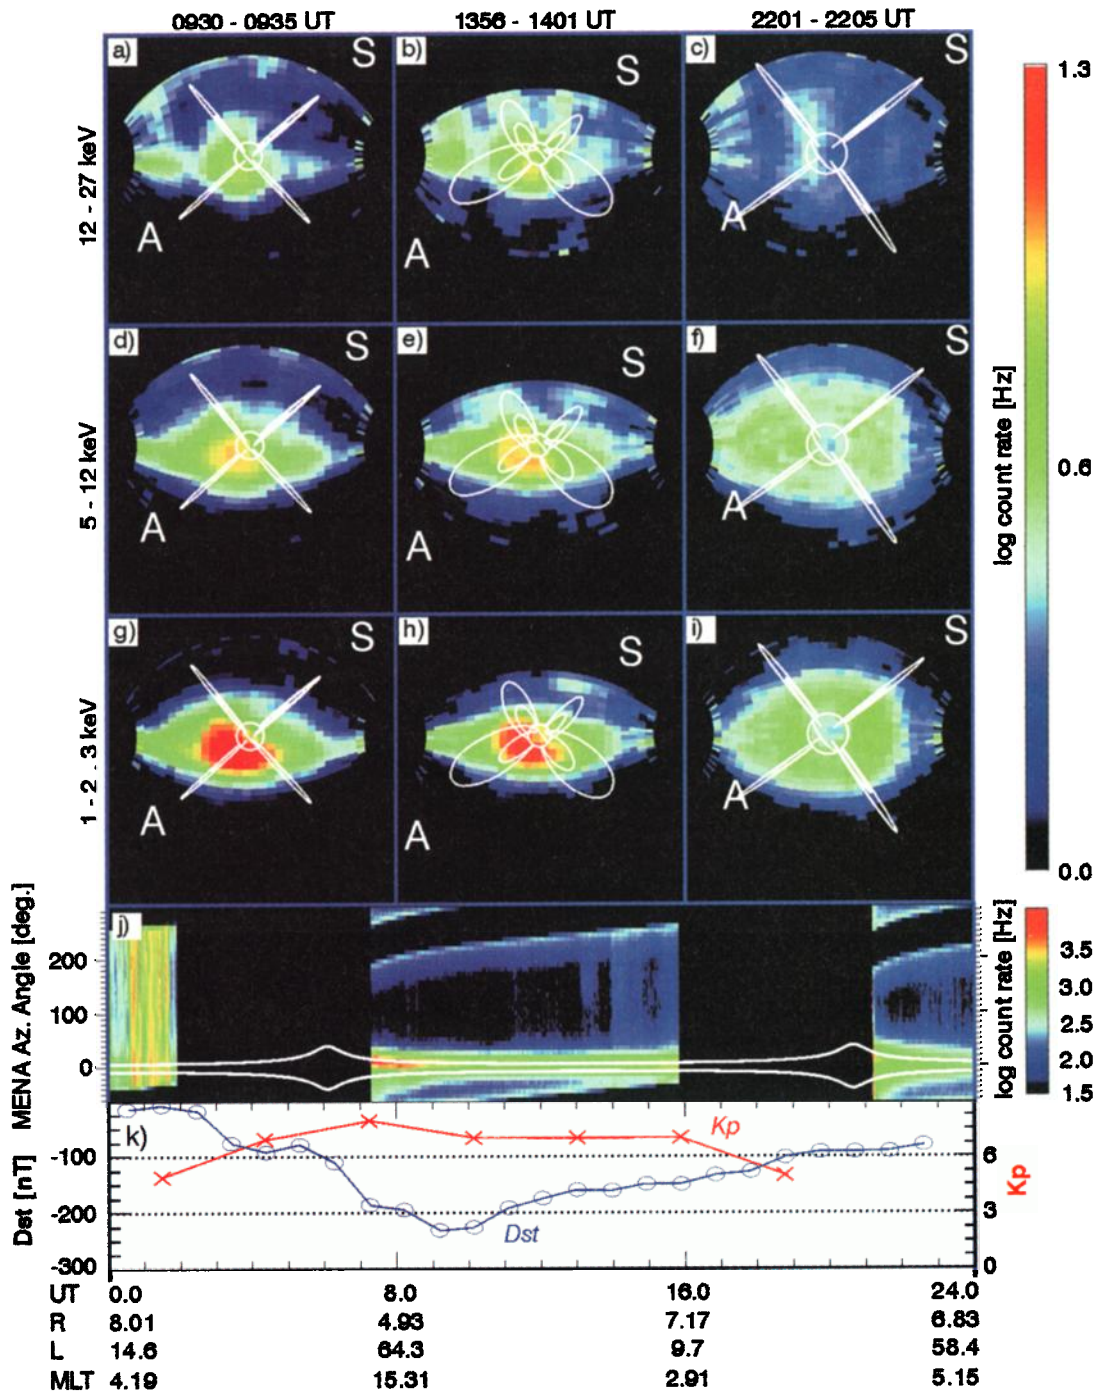 0930 - 0935 UT
1356 - 1401 UT
2201 - 2205 UT
a)
S
A
b)
S
A
c)
S
A
12 - 27 keV
d)
S
A
e)
S
A
f)
S
A
5 - 12 keV
g)
S
A
h)
S
A
i)
S
A
1 - 2 . 3 keV
1.3
0.6
0.0
log count rate [Hz]
j)
MENA Az. Angle [deg.]
200
100
0
log count rate [Hz]
3.5
3.0
2.5
2.0
1.5
k)
Kp
Dst
Dst [nT]
-100
-200
-300
6
3
0
Kp
UT 0.0 8.0 16.0 24.0
R 8.01 4.93 7.17 6.83
L 14.6 64.3 9.7 58.4
MLT 4.19 15.31 2.91 5.15